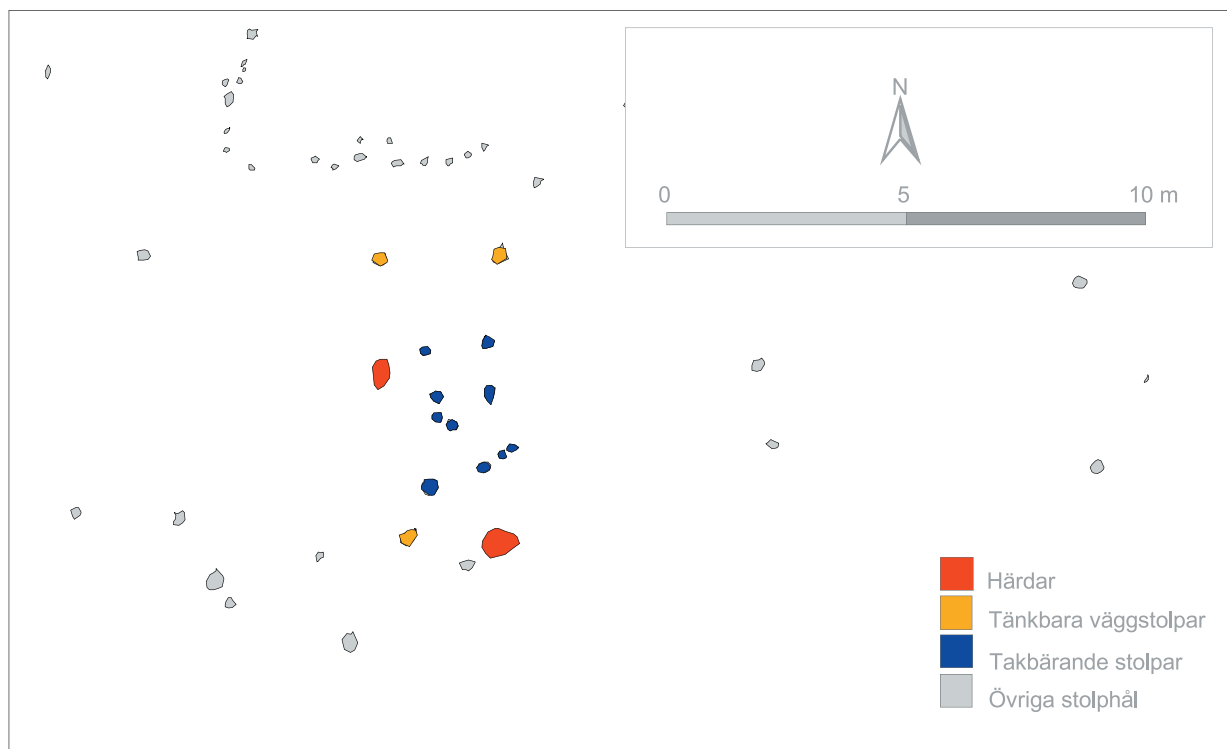 N
0 5 10 m
Härdar
Tänkbara väggstolpar
Takbärande stolpar
Övriga stolphål